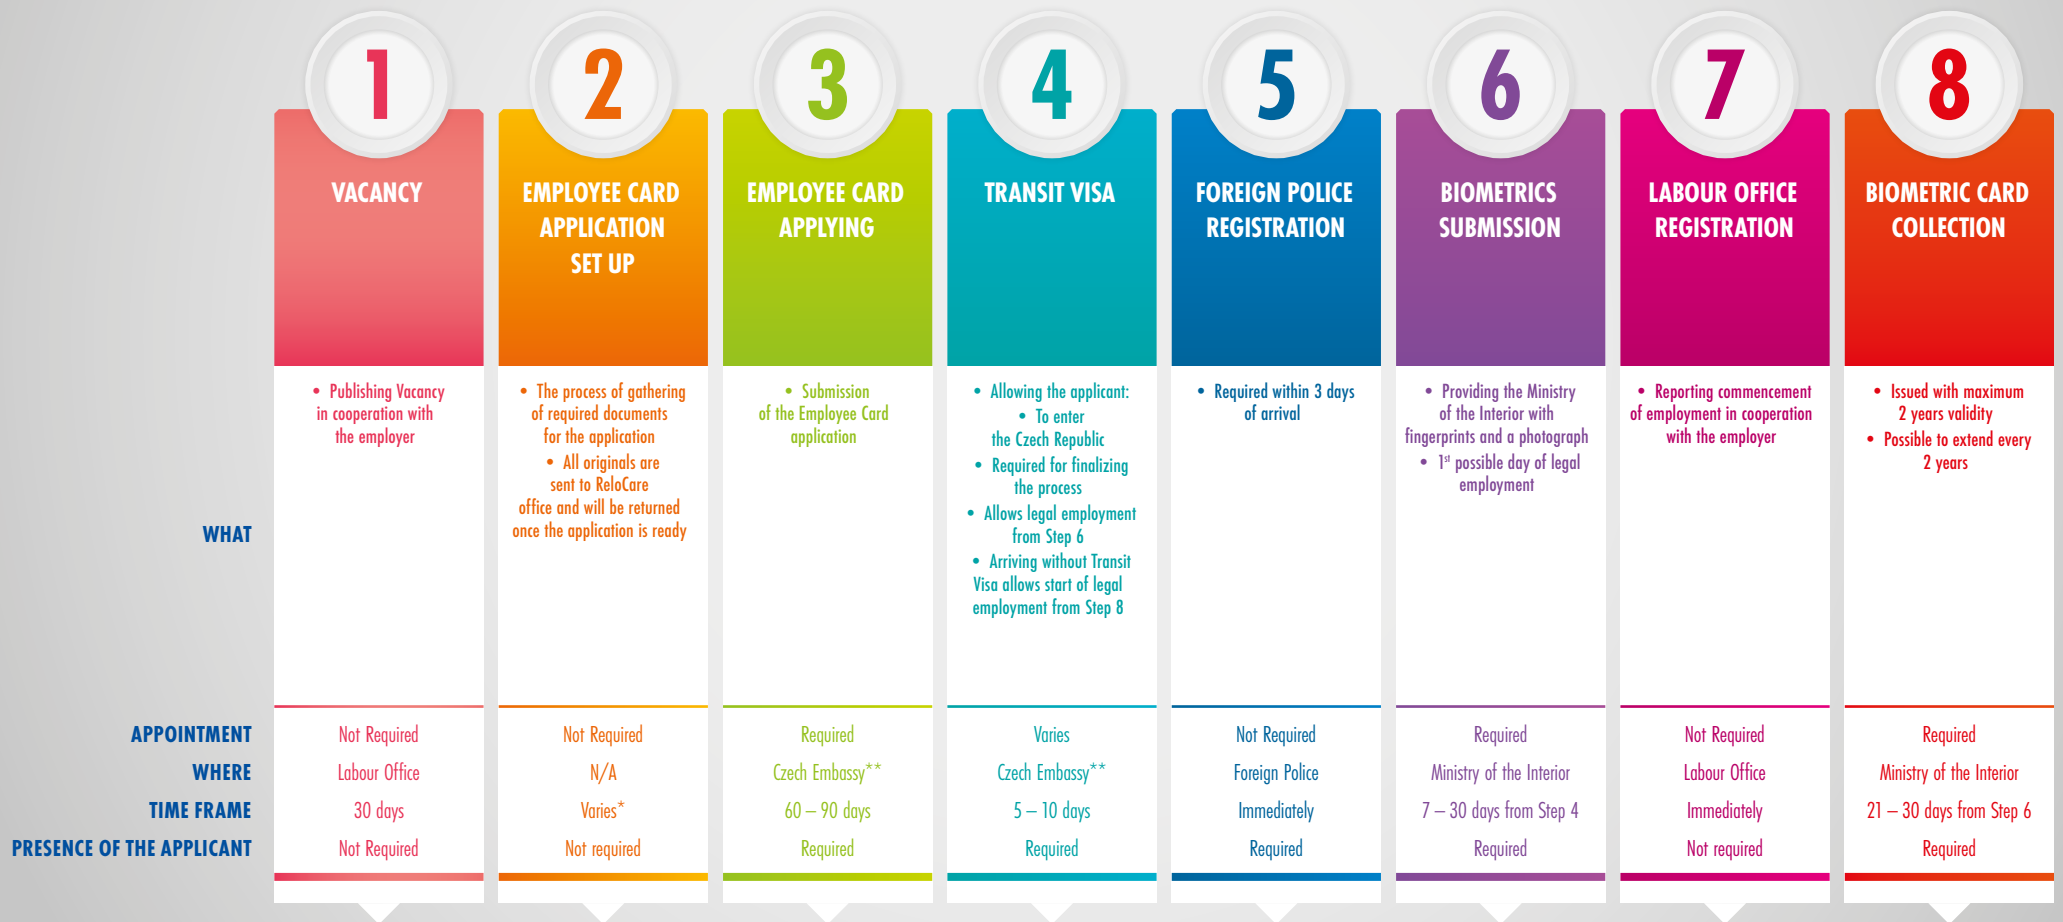 1
VACANCY
• Publishing Vacancy
in cooperation with
the employer
2
EMPLOYEE CARD
APPLICATION
SET UP
• The process of gathering
of required documents
for the application
• All originals are
sent to ReloCare
office and will be returned
once the application is ready
3
EMPLOYEE CARD
APPLYING
• Submission
of the Employee Card
application
4
TRANSIT VISA
• Allowing the applicant:
• To enter
the Czech Republic
• Required for finalizing
the process
• Allows legal employment
from Step 6
• Arriving without Transit
Visa allows start of legal
employment from Step 8
5
FOREIGN POLICE
REGISTRATION
• Required within 3 days
of arrival
6
BIOMETRICS
SUBMISSION
• Providing the Ministry
of the Interior with
fingerprints and a photograph
• 1st possible day of legal
employment
7
LABOUR OFFICE
REGISTRATION
• Reporting commencement
of employment in cooperation
with the employer
8
BIOMETRIC CARD
COLLECTION
• Issued with maximum
2 years validity
• Possible to extend every
2 years
WHAT
APPOINTMENT Not Required Not Required Required Varies Not Required Required Not Required Required
WHERE Labour Office N/A Czech Embassy** Czech Embassy** Foreign Police Ministry of the Interior Labour Office Ministry of the Interior
TIME FRAME 30 days Varies* 60 – 90 days 5 – 10 days Immediately 7 – 30 days from Step 4 Immediately 21 – 30 days from Step 6
PRESENCE OF THE APPLICANT Not Required Not required Required Required Required Required Not required Required